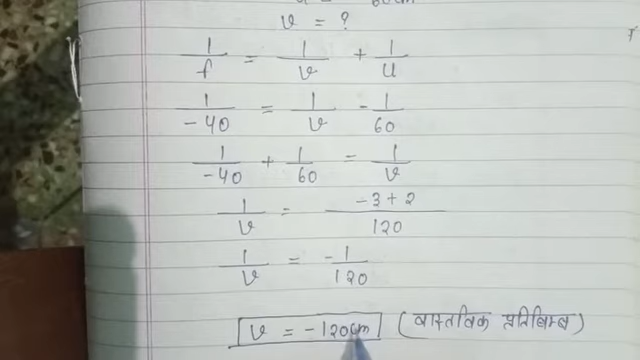 v = ?
1/f = 1/v + 1/u
1/-40 = 1/v - 1/60
1/-40 + 1/60 = 1/v
1/v = -3+2/120
1/v = -1/120
v = -120cm (वास्तविक प्रतिबिम्ब)